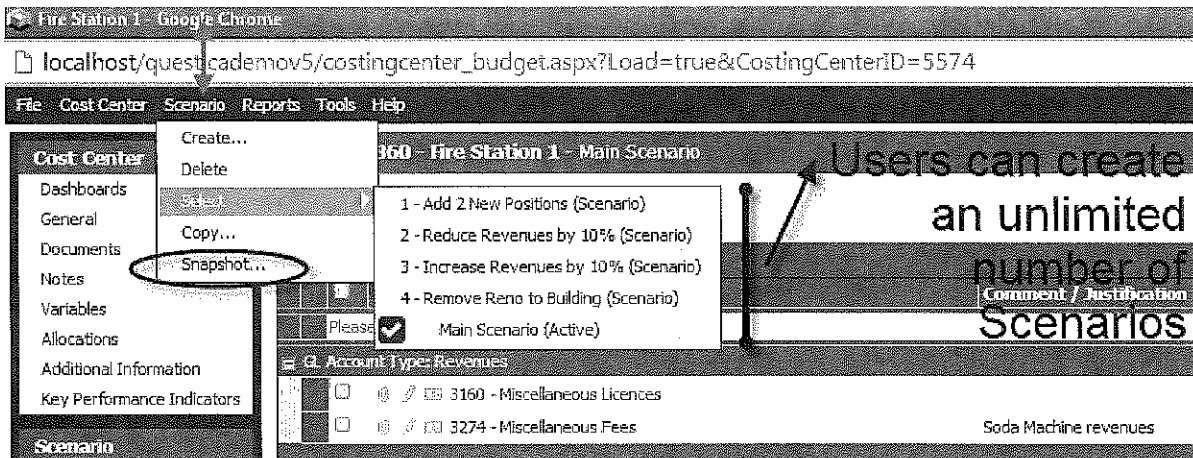 Fire Station 1 - Google Chrome
localhost/questicademov5/costingcenter_budget.aspx?Load=true&CostingCenterID=5574
File Cost Center Scenario Reports Tools Help
Create...
Delete
Select
Copy...
Snapshot...
1 - Add 2 New Positions (Scenario)
2 - Reduce Revenues by 10% (Scenario)
3 - Increase Revenues by 10% (Scenario)
4 - Remove Reno to Building (Scenario)
Main Scenario (Active)
Cost Center
Dashboards
General
Documents
Notes
Variables
Allocations
Additional Information
Key Performance Indicators
Scenario
360 - Fire Station 1 - Main Scenario
Users can create
an unlimited
number of
Scenarios
Comment / Justification
Please
GL Account Type: Revenues
3160 - Miscellaneous Licences
3274 - Miscellaneous Fees
Soda Machine revenues